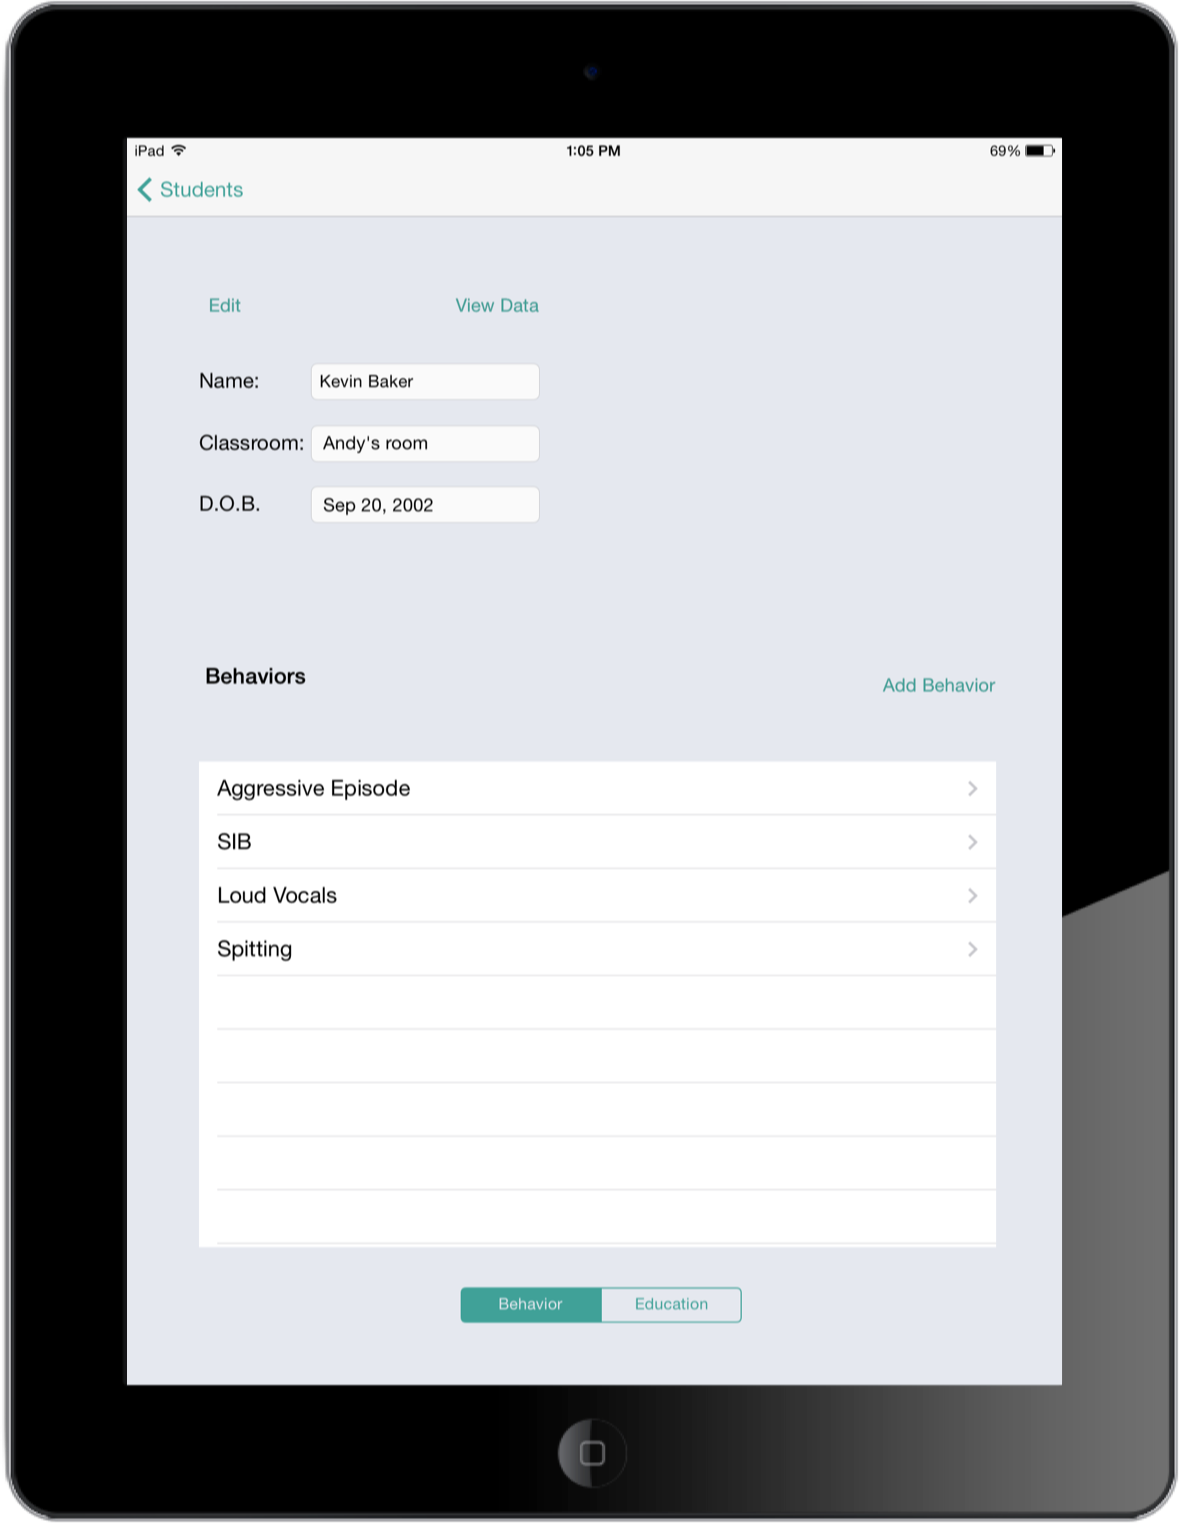 iPad 1:05 PM 69%
Students
Edit View Data
Name: Kevin Baker
Classroom: Andy's room
D.O.B. Sep 20, 2002
Behaviors
Add Behavior
Aggressive Episode
SIB
Loud Vocals
Spitting
Behavior Education